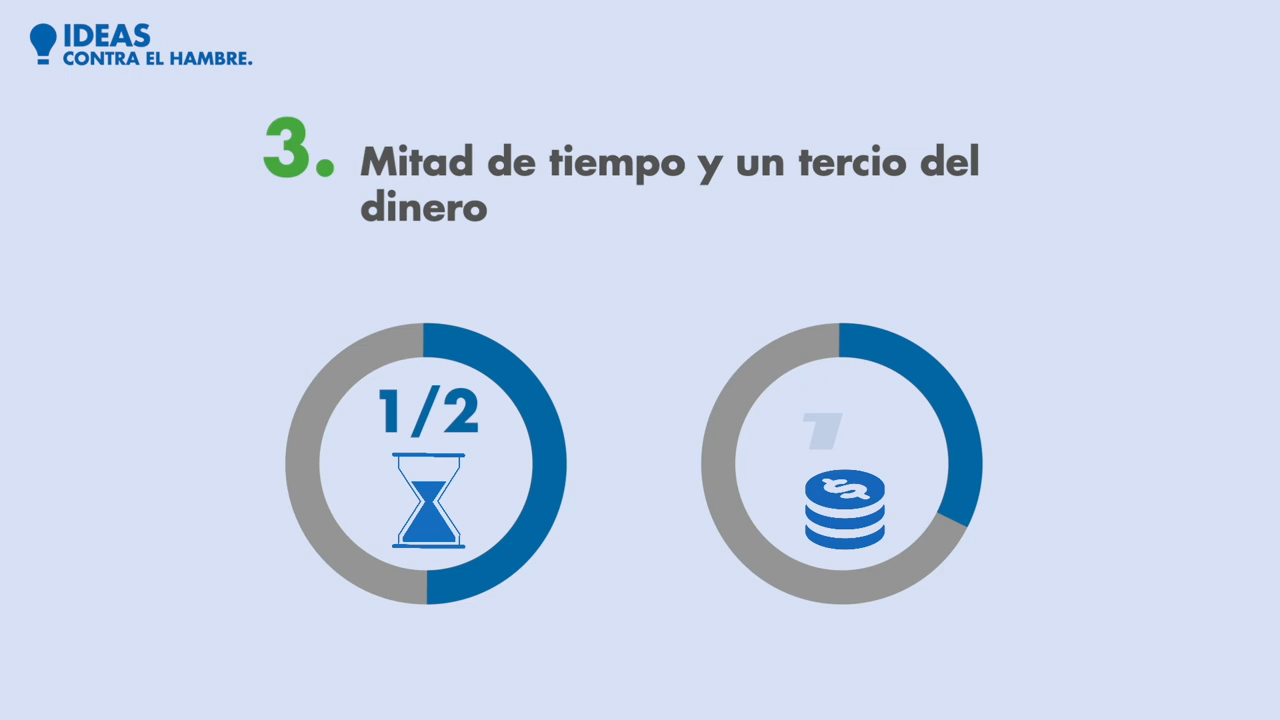 IDEAS
CONTRA EL HAMBRE.
3. Mitad de tiempo y un tercio del
dinero
1/2
$